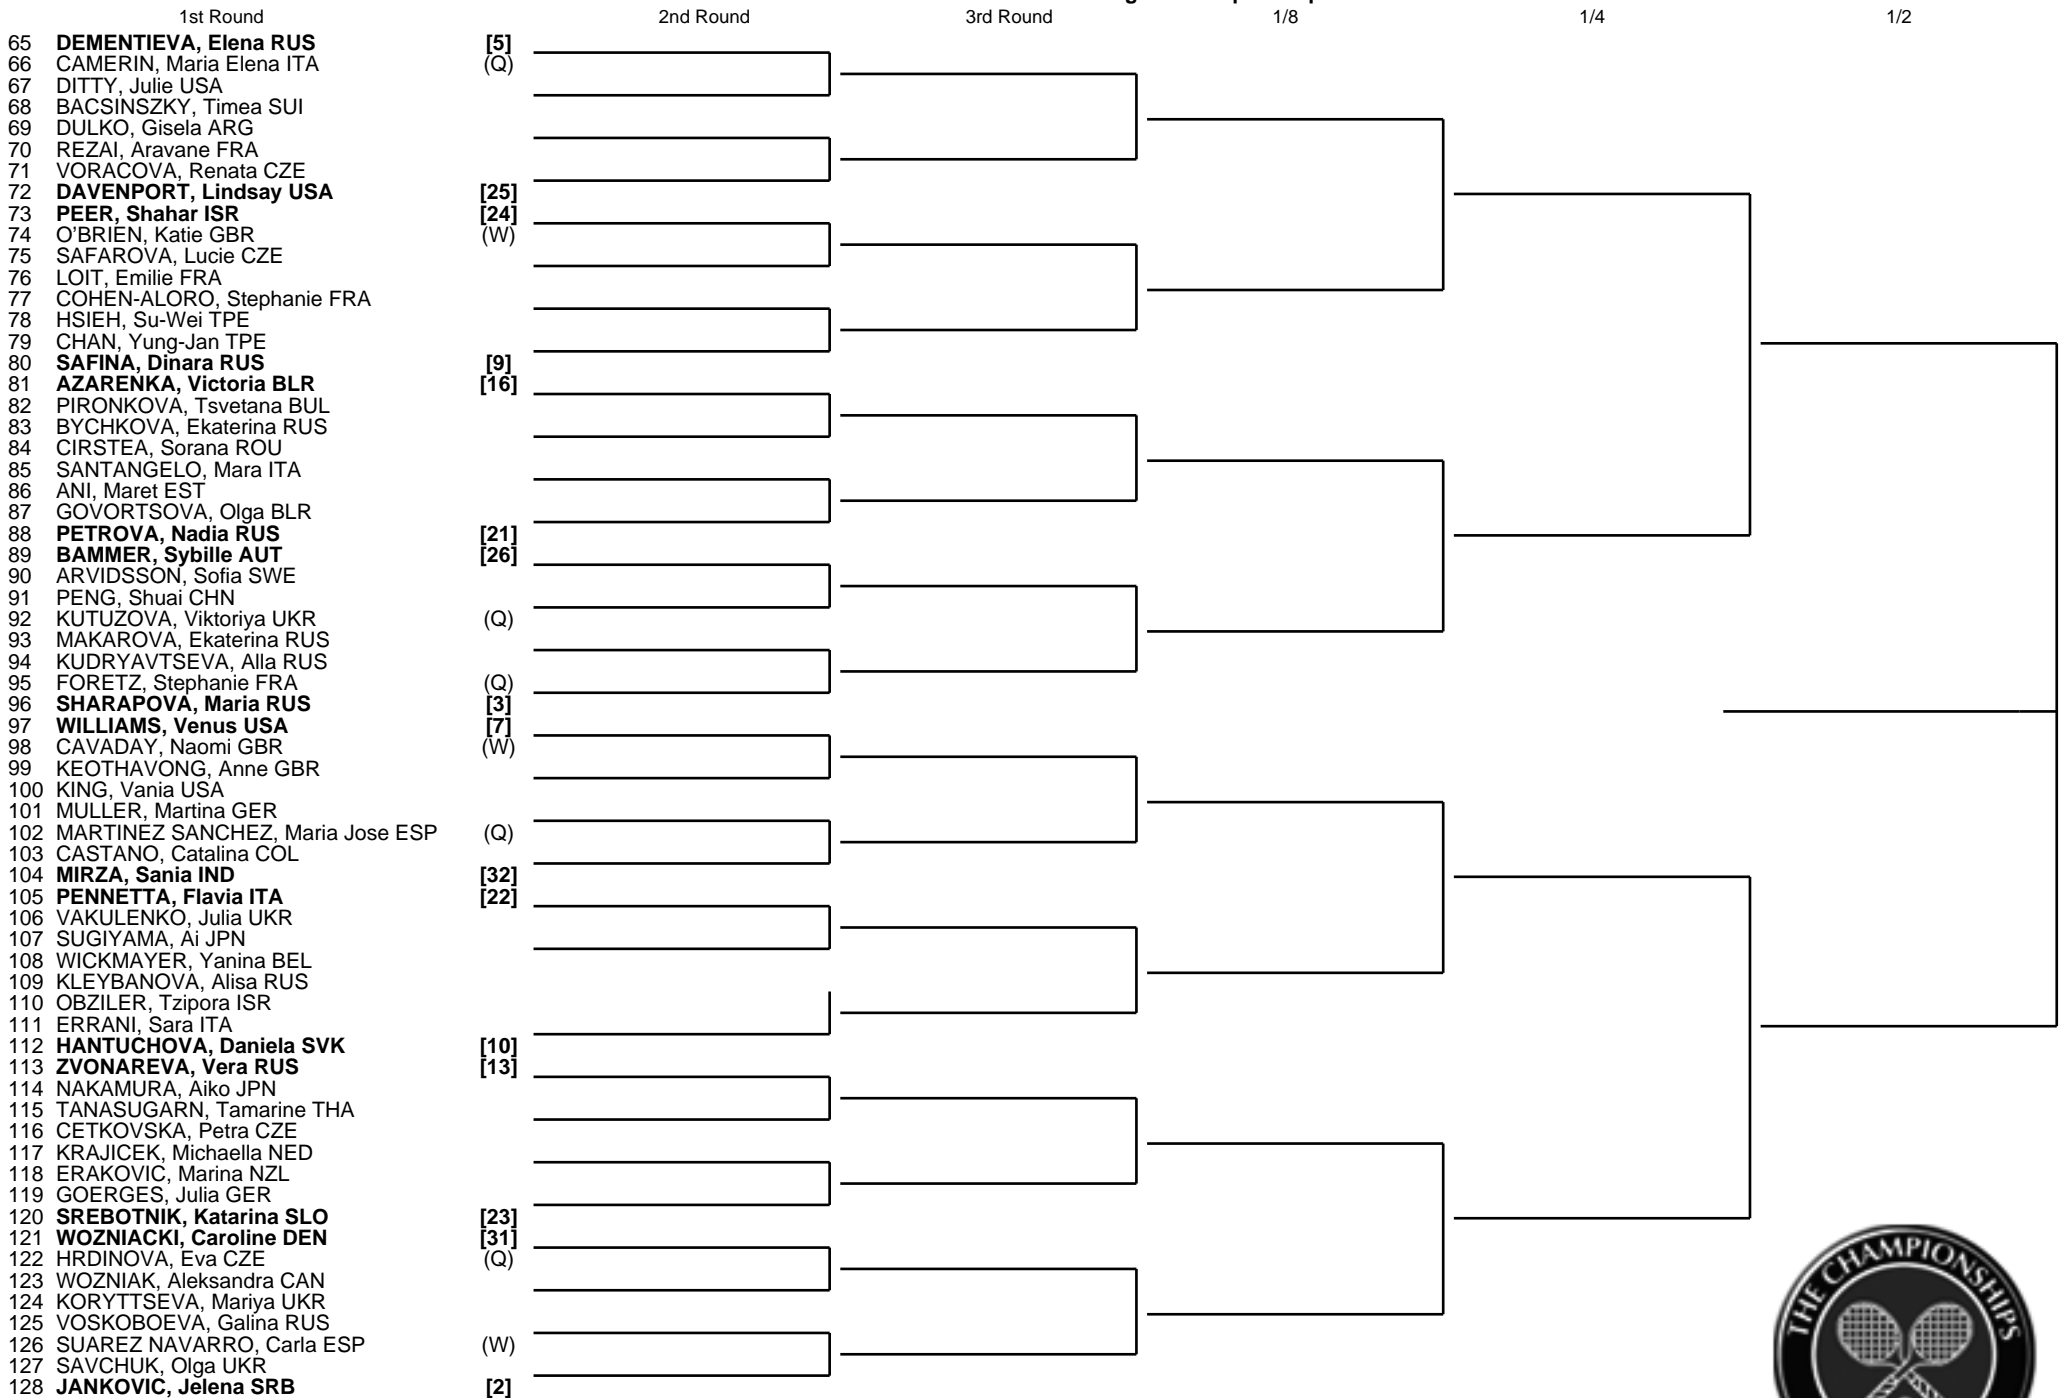 1st Round 2nd Round 3rd Round 1/8 1/4 1/2
65 DEMENTIEVA, Elena RUS [5]
66 CAMERIN, Maria Elena ITA (Q)
67 DITTY, Julie USA
68 BACSINSZKY, Timea SUI
69 DULKO, Gisela ARG
70 REZAI, Aravane FRA
71 VORACOVA, Renata CZE
72 DAVENPORT, Lindsay USA [25]
73 PEER, Shahar ISR [24]
74 O'BRIEN, Katie GBR (W)
75 SAFAROVA, Lucie CZE
76 LOIT, Emilie FRA
77 COHEN-ALORO, Stephanie FRA
78 HSIEH, Su-Wei TPE
79 CHAN, Yung-Jan TPE
80 SAFINA, Dinara RUS [9]
81 AZARENKA, Victoria BLR [16]
82 PIRONKOVA, Tsvetana BUL
83 BYCHKOVA, Ekaterina RUS
84 CIRSTEA, Sorana ROU
85 SANTANGELO, Mara ITA
86 ANI, Maret EST
87 GOVORTSOVA, Olga BLR
88 PETROVA, Nadia RUS [21]
89 BAMMER, Sybille AUT [26]
90 ARVIDSSON, Sofia SWE
91 PENG, Shuai CHN
92 KUTUZOVA, Viktoriya UKR (Q)
93 MAKAROVA, Ekaterina RUS
94 KUDRYAVTSEVA, Alla RUS
95 FORETZ, Stephanie FRA (Q)
96 SHARAPOVA, Maria RUS [3]
97 WILLIAMS, Venus USA [7]
98 CAVADAY, Naomi GBR (W)
99 KEOTHAVONG, Anne GBR
100 KING, Vania USA
101 MULLER, Martina GER
102 MARTINEZ SANCHEZ, Maria Jose ESP (Q)
103 CASTANO, Catalina COL
104 MIRZA, Sania IND [32]
105 PENNETTA, Flavia ITA [22]
106 VAKULENKO, Julia UKR
107 SUGIYAMA, Ai JPN
108 WICKMAYER, Yanina BEL
109 KLEYBANOVA, Alisa RUS
110 OBZILER, Tzipora ISR
111 ERRANI, Sara ITA
112 HANTUCHOVA, Daniela SVK [10]
113 ZVONAREVA, Vera RUS [13]
114 NAKAMURA, Aiko JPN
115 TANASUGARN, Tamarine THA
116 CETKOVSKA, Petra CZE
117 KRAJICEK, Michaella NED
118 ERAKOVIC, Marina NZL
119 GOERGES, Julia GER
120 SREBOTNIK, Katarina SLO [23]
121 WOZNIACKI, Caroline DEN [31]
122 HRDINOVA, Eva CZE (Q)
123 WOZNIAK, Aleksandra CAN
124 KORYTTSEVA, Mariya UKR
125 VOSKOBOEVA, Galina RUS
126 SUAREZ NAVARRO, Carla ESP (W)
127 SAVCHUK, Olga UKR
128 JANKOVIC, Jelena SRB [2]
THE CHAMPIONSHIPS